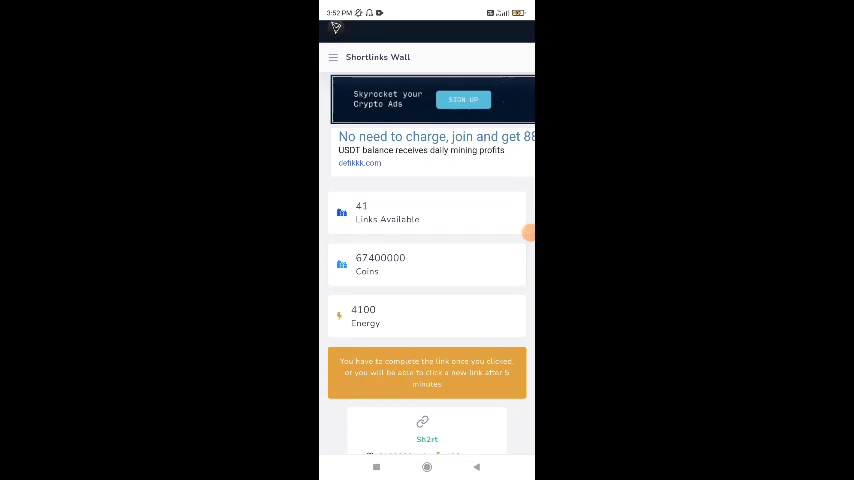 3:52 PM
Shortlinks Wall
Skyrocket your
Crypto Ads
SIGN UP
No need to charge, join and get 88
USDT balance receives daily mining profits
defikkk.com
41
Links Available
67400000
Coins
4100
Energy
You have to complete the link once you clicked,
or you will be able to click a new link after 5
minutes
Sh2rt